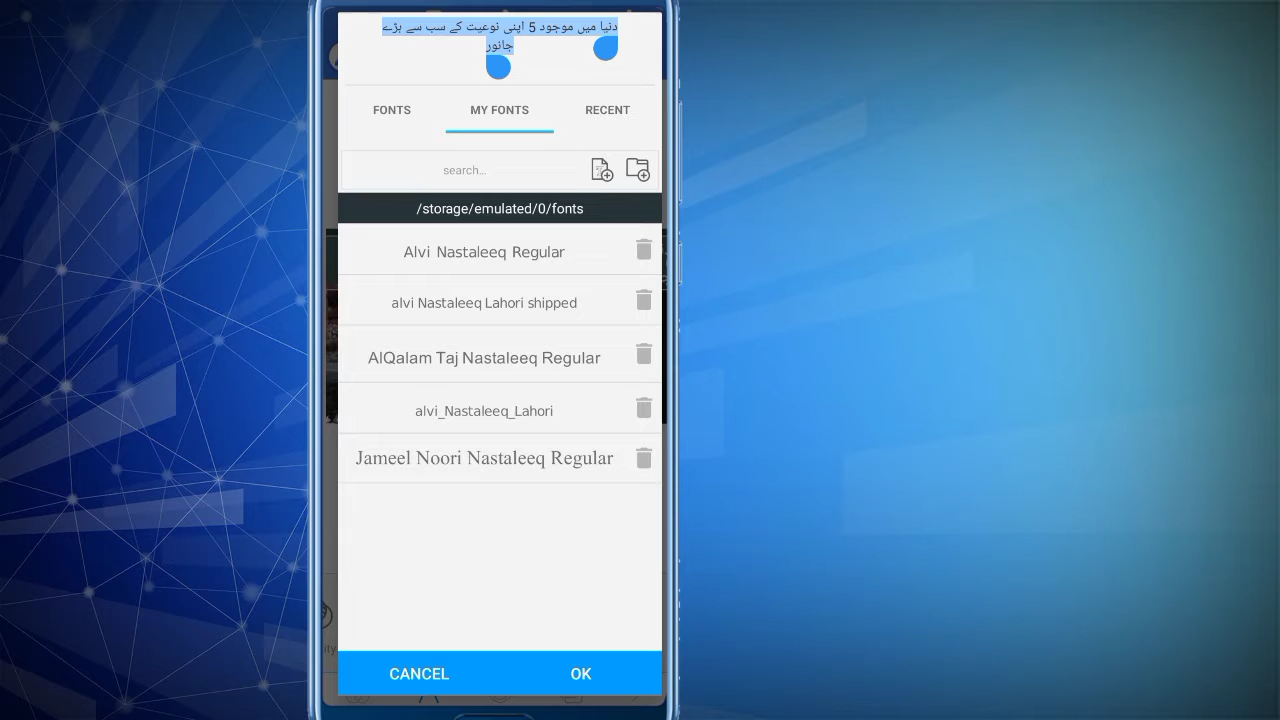 دنیا میں موجود 5 اپنی نوعیت کے سب سے بڑے
جانور
FONTS MY FONTS RECENT
search...
/storage/emulated/0/fonts
Alvi Nastaleeq Regular
alvi Nastaleeq Lahori shipped
AlQalam Taj Nastaleeq Regular
alvi_Nastaleeq_Lahori
Jameel Noori Nastaleeq Regular
CANCEL OK